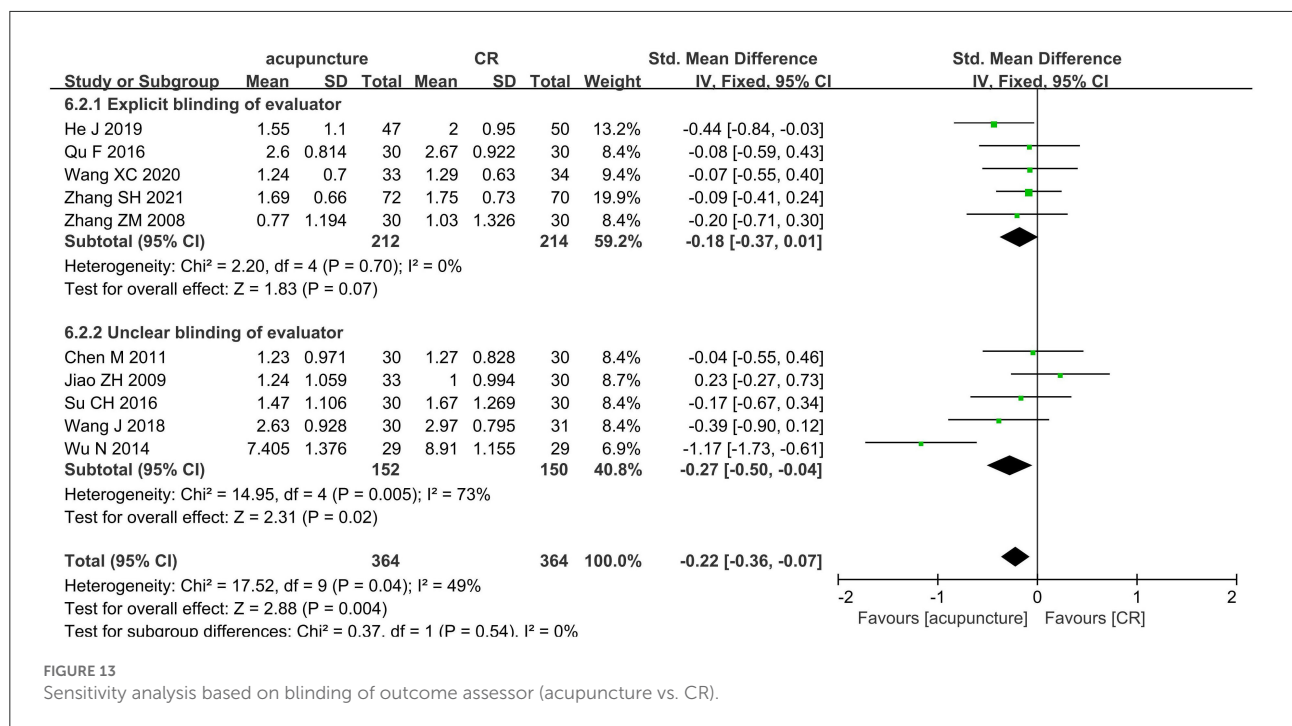 acupuncture CR Std. Mean Difference Std. Mean Difference
Study or Subgroup Mean SD Total Mean SD Total Weight IV, Fixed, 95% CI IV, Fixed, 95% CI
6.2.1 Explicit blinding of evaluator
He J 2019 1.55 1.1 47 2 0.95 50 13.2% -0.44 [-0.84, -0.03]
Qu F 2016 2.6 0.814 30 2.67 0.922 30 8.4% -0.08 [-0.59, 0.43]
Wang XC 2020 1.24 0.7 33 1.29 0.63 34 9.4% -0.07 [-0.55, 0.40]
Zhang SH 2021 1.69 0.66 72 1.75 0.73 70 19.9% -0.09 [-0.41, 0.24]
Zhang ZM 2008 0.77 1.194 30 1.03 1.326 30 8.4% -0.20 [-0.71, 0.30]
Subtotal (95% CI) 212 214 59.2% -0.18 [-0.37, 0.01]
Heterogeneity: Chi² = 2.20, df = 4 (P = 0.70); I² = 0%
Test for overall effect: Z = 1.83 (P = 0.07)
6.2.2 Unclear blinding of evaluator
Chen M 2011 1.23 0.971 30 1.27 0.828 30 8.4% -0.04 [-0.55, 0.46]
Jiao ZH 2009 1.24 1.059 33 1 0.994 30 8.7% 0.23 [-0.27, 0.73]
Su CH 2016 1.47 1.106 30 1.67 1.269 30 8.4% -0.17 [-0.67, 0.34]
Wang J 2018 2.63 0.928 30 2.97 0.795 31 8.4% -0.39 [-0.90, 0.12]
Wu N 2014 7.405 1.376 29 8.91 1.155 29 6.9% -1.17 [-1.73, -0.61]
Subtotal (95% CI) 152 150 40.8% -0.27 [-0.50, -0.04]
Heterogeneity: Chi² = 14.95, df = 4 (P = 0.005); I² = 73%
Test for overall effect: Z = 2.31 (P = 0.02)
Total (95% CI) 364 364 100.0% -0.22 [-0.36, -0.07]
Heterogeneity: Chi² = 17.52, df = 9 (P = 0.04); I² = 49%
Test for overall effect: Z = 2.88 (P = 0.004)
Test for subgroup differences: Chi² = 0.37, df = 1 (P = 0.54), I² = 0%
-2 -1 0 1 2
Favours [acupuncture] Favours [CR]
FIGURE 13
Sensitivity analysis based on blinding of outcome assessor (acupuncture vs. CR).